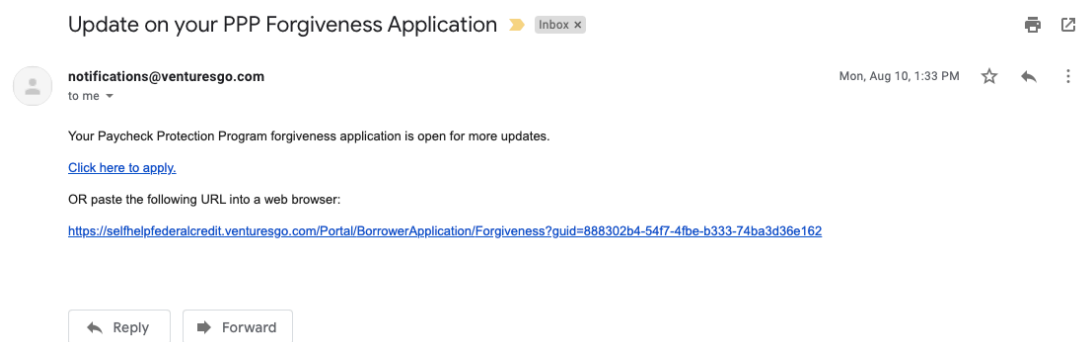 Update on your PPP Forgiveness Application Inbox x
notifications@venturesgo.com Mon, Aug 10, 1:33 PM
to me
Your Paycheck Protection Program forgiveness application is open for more updates.
Click here to apply.
OR paste the following URL into a web browser:
https://selfhelpfederalcredit.venturesgo.com/Portal/BorrowerApplication/Forgiveness?guid=888302b4-54f7-4fbe-b333-74ba3d36e162
Reply Forward